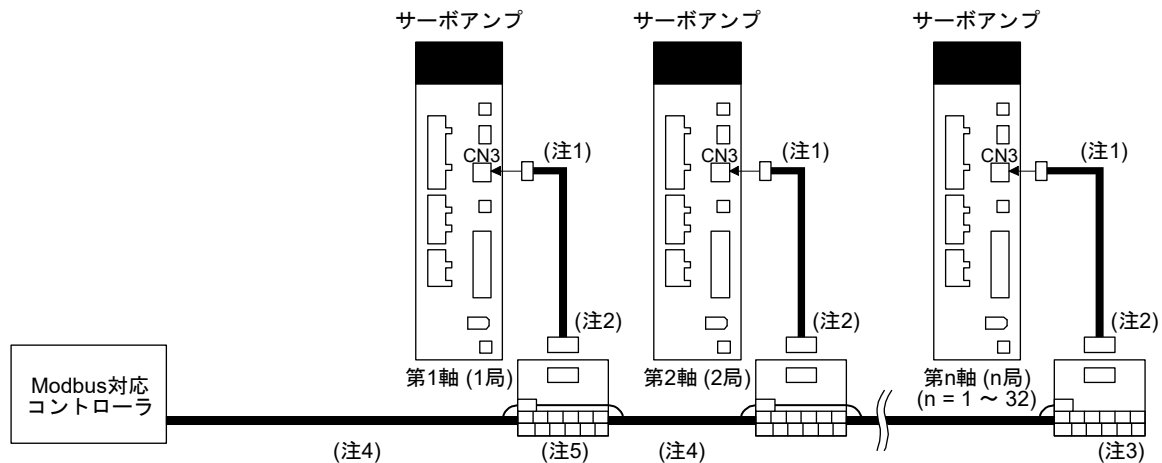 サーボアンプ
サーボアンプ
サーボアンプ
CN3
(注1)
CN3
(注1)
CN3
(注1)
(注2)
(注2)
(注2)
第1軸 (1局)
第2軸 (2局)
第n軸 (n局)
(n = 1 ～ 32)
Modbus対応
コントローラ
(注4)
(注5)
(注4)
(注3)